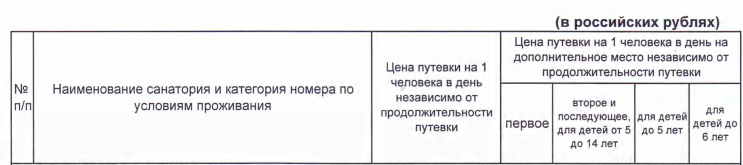 (в российских рублях)
№
п/п
Наименование санатория и категория номера по
условиям проживания
Цена путевки на 1
человека в день
независимо от
продолжительности
путевки
Цена путевки на 1 человека в день на
дополнительное место независимо от
продолжительности путевки
первое
второе и
последующее,
для детей от 5
до 14 лет
для детей
до 5 лет
для
детей до
6 лет